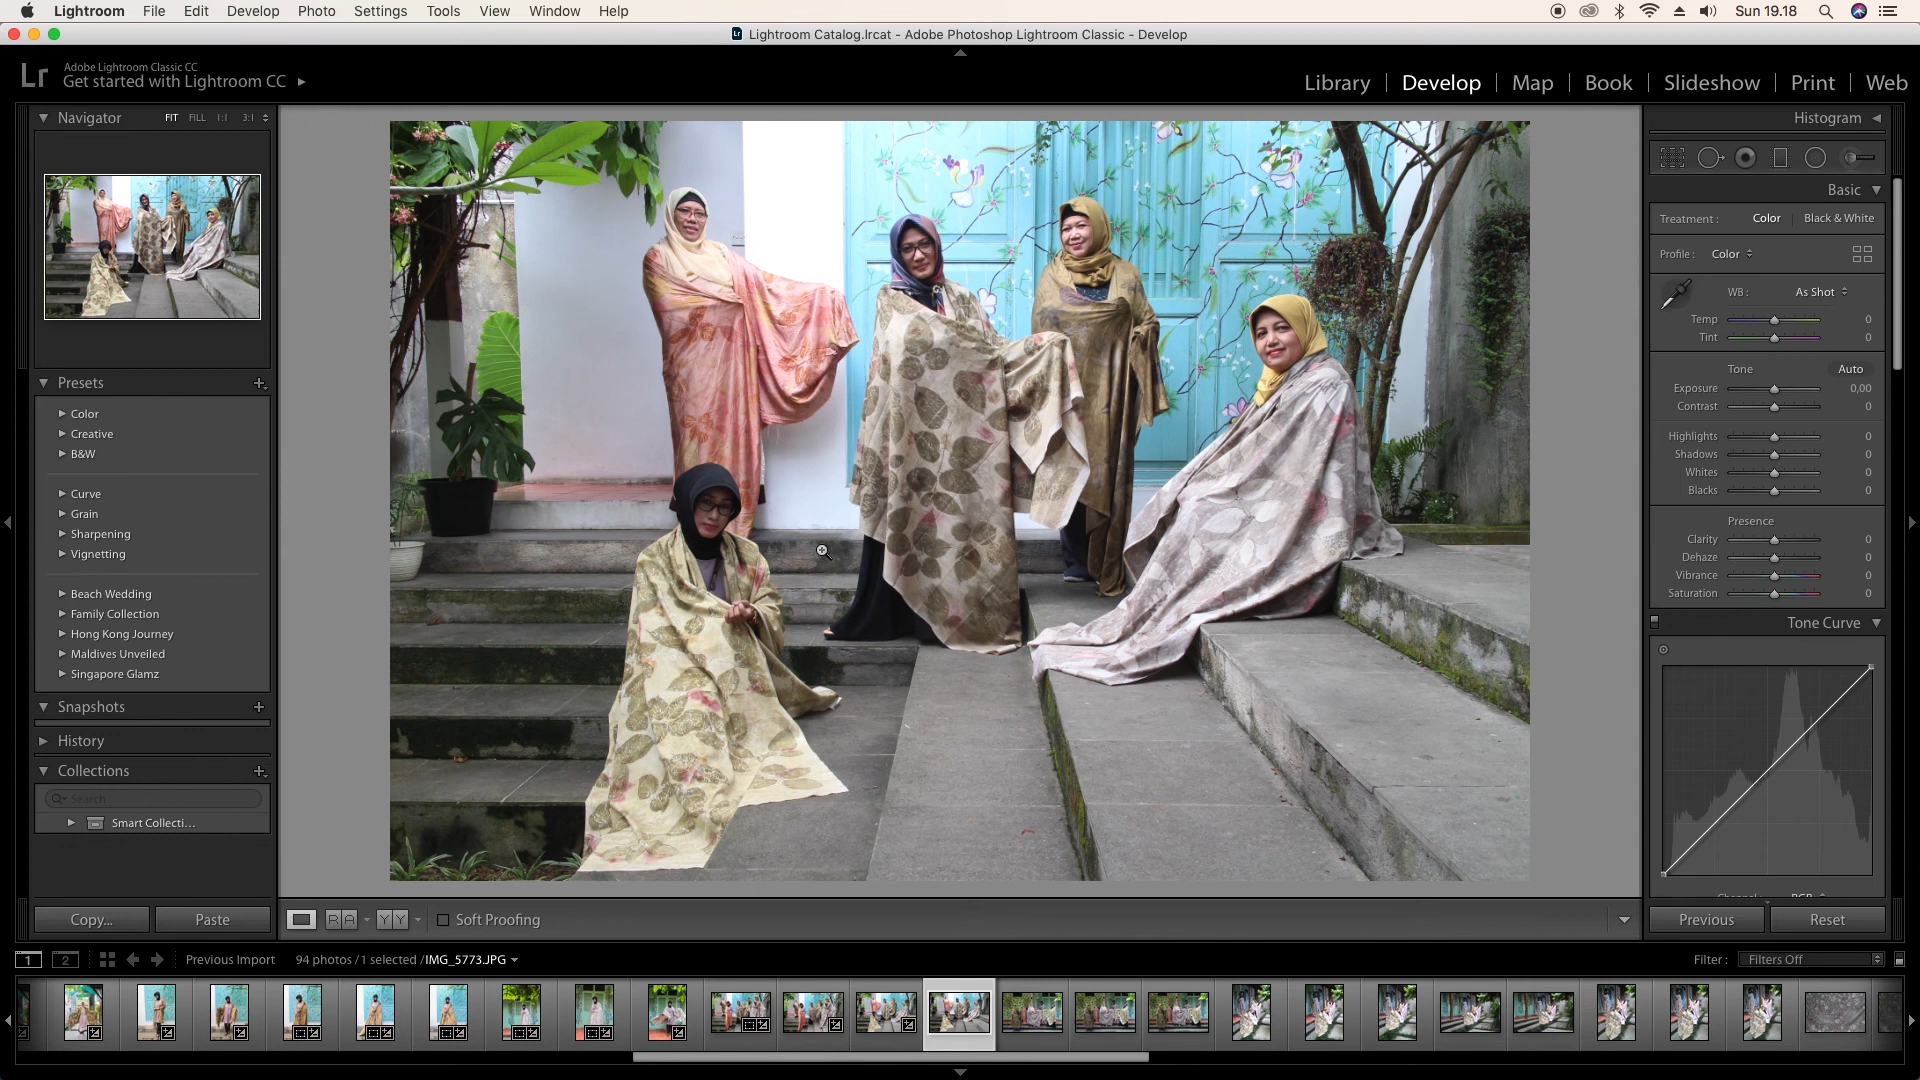 Lightroom File Edit Develop Photo Settings Tools View Window Help Sun 19.18
Lightroom Catalog.lrcat - Adobe Photoshop Lightroom Classic - Develop
Lr Adobe Lightroom Classic CC
Get started with Lightroom CC
Library Develop Map Book Slideshow Print Web
Navigator FIT FILL 1:1 3:1
Presets
Color
Creative
B&W
Curve
Grain
Sharpening
Vignetting
Beach Wedding
Family Collection
Hong Kong Journey
Maldives Unveiled
Singapore Glamz
Snapshots
History
Collections
Search
Smart Collecti...
Copy... Paste
Histogram
Basic
Treatment : Color Black & White
Profile : Color
WB : As Shot
Temp 0
Tint 0
Tone Auto
Exposure 0,00
Contrast 0
Highlights 0
Shadows 0
Whites 0
Blacks 0
Presence
Clarity 0
Dehaze 0
Vibrance 0
Saturation 0
Tone Curve
Channel : RGB
Previous Reset
R A Y Y Soft Proofing
1 2 Previous Import 94 photos / 1 selected / IMG_5773.JPG Filter : Filters Off